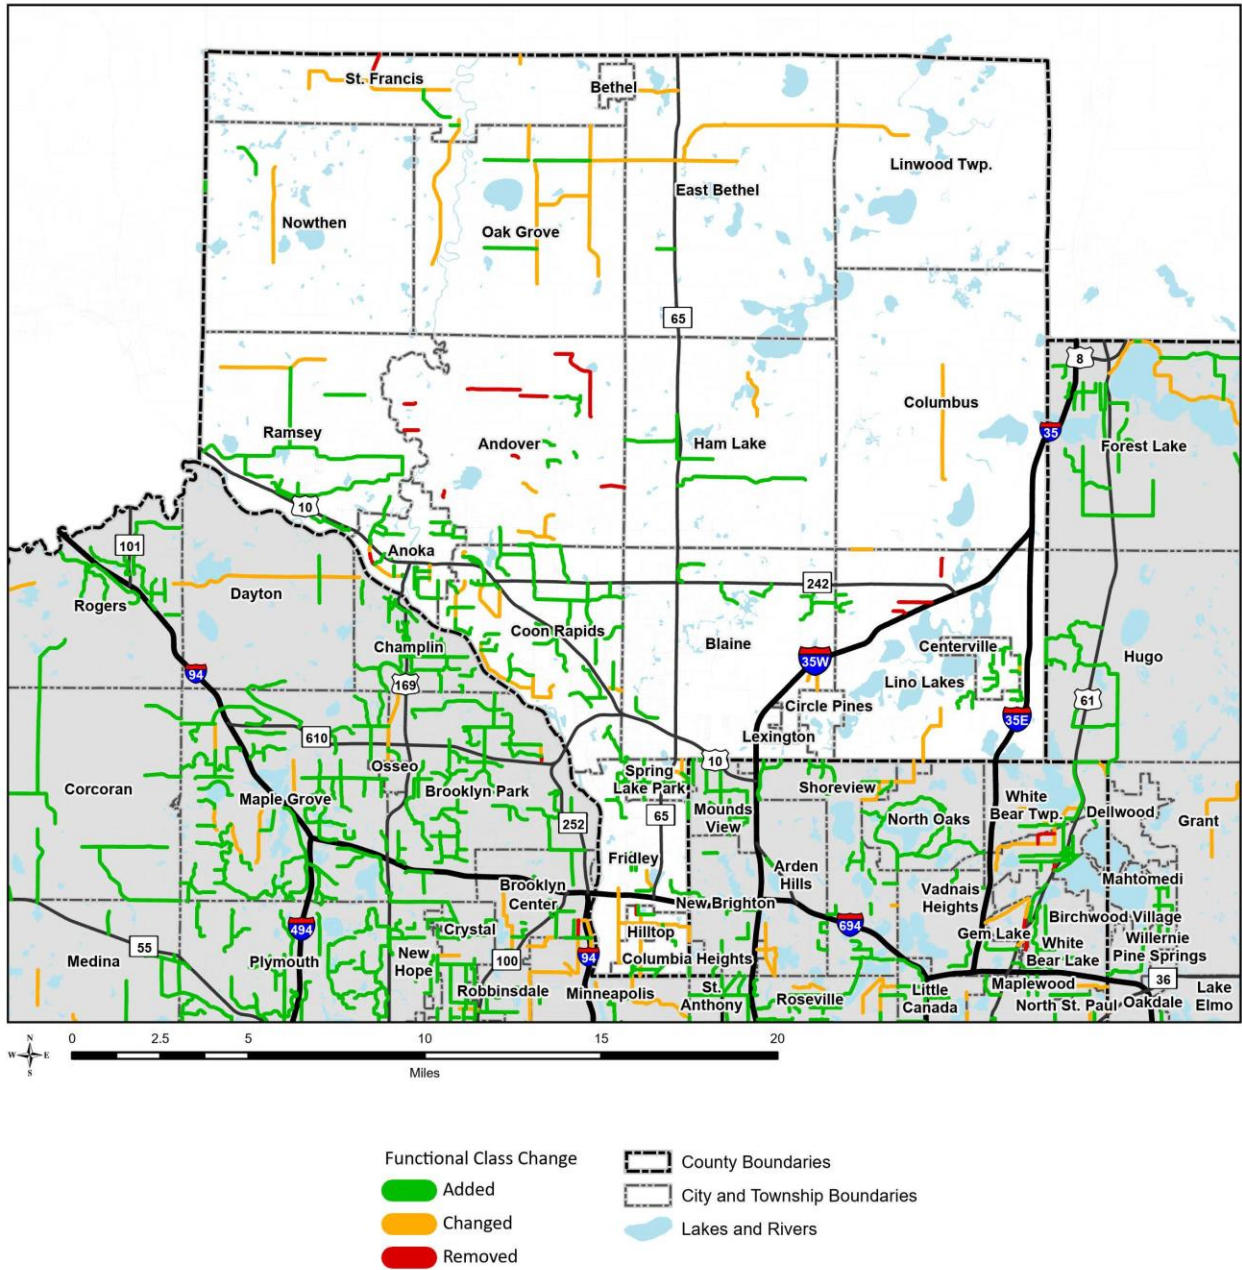 St. Francis
Bethel
Linwood Twp.
East Bethel
Nowthen
Oak Grove
65
8
Columbus
35
Ramsey
Andover
Ham Lake
Forest Lake
10
101
Anoka
242
Rogers
Dayton
Coon Rapids
Blaine
Champlin
Centerville
Hugo
94
35W
169
Lino Lakes
Circle Pines
61
35E
610
Lexington
10
Osseo
Spring
Lake Park
Corcoran
Maple Grove
Brooklyn Park
Shoreview
White
Bear Twp.
Dellwood
Mounds
View
North Oaks
Grant
252
65
Fridley
Arden
Hills
Mahtomedi
Brooklyn
Center
Vadnais
Heights
New Brighton
Birchwood Village
494
Crystal
Hilltop
694
Gem Lake
Willernie
55
White
Bear Lake
Pine Springs
Medina
Plymouth
New
Hope
100
94
Columbia Heights
36
Robbinsdale
Minneapolis
St.
Anthony
Roseville
Little
Canada
Maplewood
North St. Paul
Oakdale
Lake
Elmo
N
W E
S
0 2.5 5 10 15 20
Miles
Functional Class Change
Added
Changed
Removed
County Boundaries
City and Township Boundaries
Lakes and Rivers